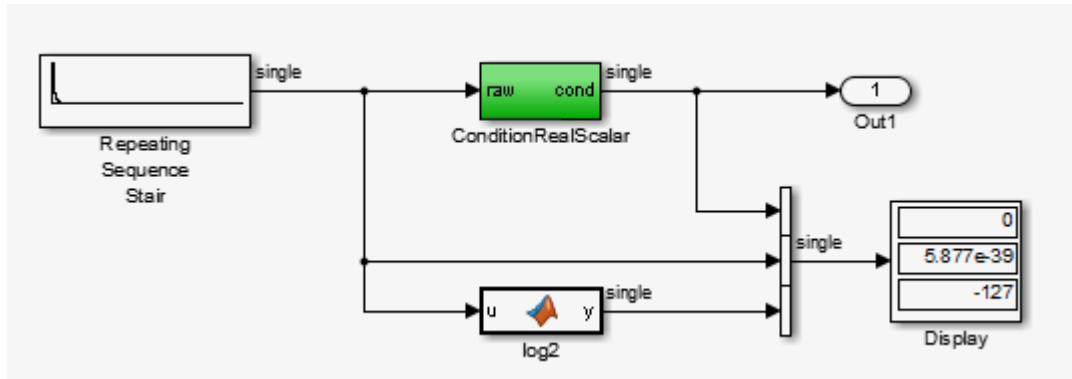 single
Repeating
Sequence
Stair
raw cond
single
ConditionRealScalar
1
Out1
single
0
5.877e-39
-127
Display
u y
single
log2